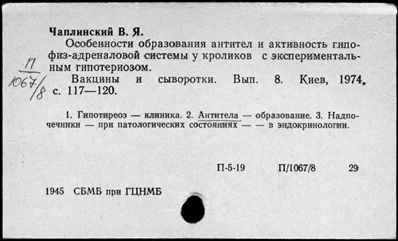 Чаплинский В. Я.
Особенности образования антител и активность гипо-
физ-адреналовой системы у кроликов с эксперименталь-
ным гипотериозом.
П
1067/8
Вакцины и сыворотки. Вып. 8. Киев, 1974,
с. 117—120.
1. Гипотиреоз — клиника. 2. Антитела — образование. 3. Надпо-
чечники — при патологических состояниях — — в эндокринологии.
П-5-19 П/1067/8 29
1945 СБМБ при ГЦНМБ